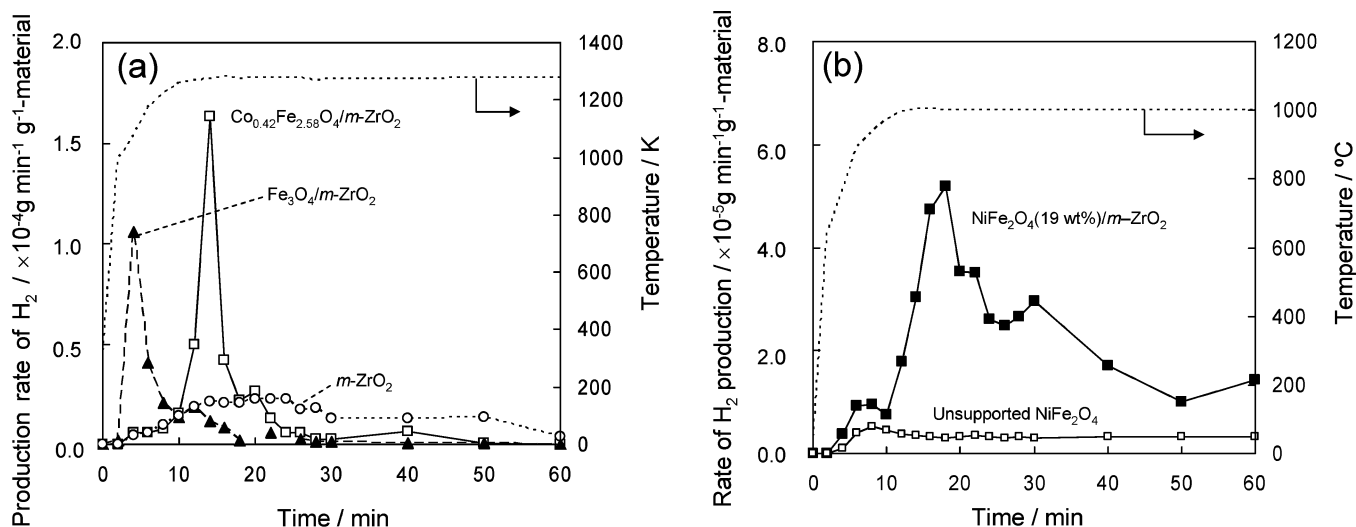 (a)
Production rate of H2 / ×10-4g min-1 g-1-material
2.0
1.5
1.0
0.5
0.0
Co0.42Fe2.58O4/m-ZrO2
Fe3O4/m-ZrO2
m-ZrO2
1400
1200
1000
800
600
400
200
0
Temperature / K
0 10 20 30 40 50 60
Time / min
(b)
Rate of H2 production / ×10-5g min-1g-1-material
8.0
6.0
4.0
2.0
0.0
NiFe2O4(19 wt%)/m–ZrO2
Unsupported NiFe2O4
1200
1000
800
600
400
200
0
Temperature / ºC
0 10 20 30 40 50 60
Time / min